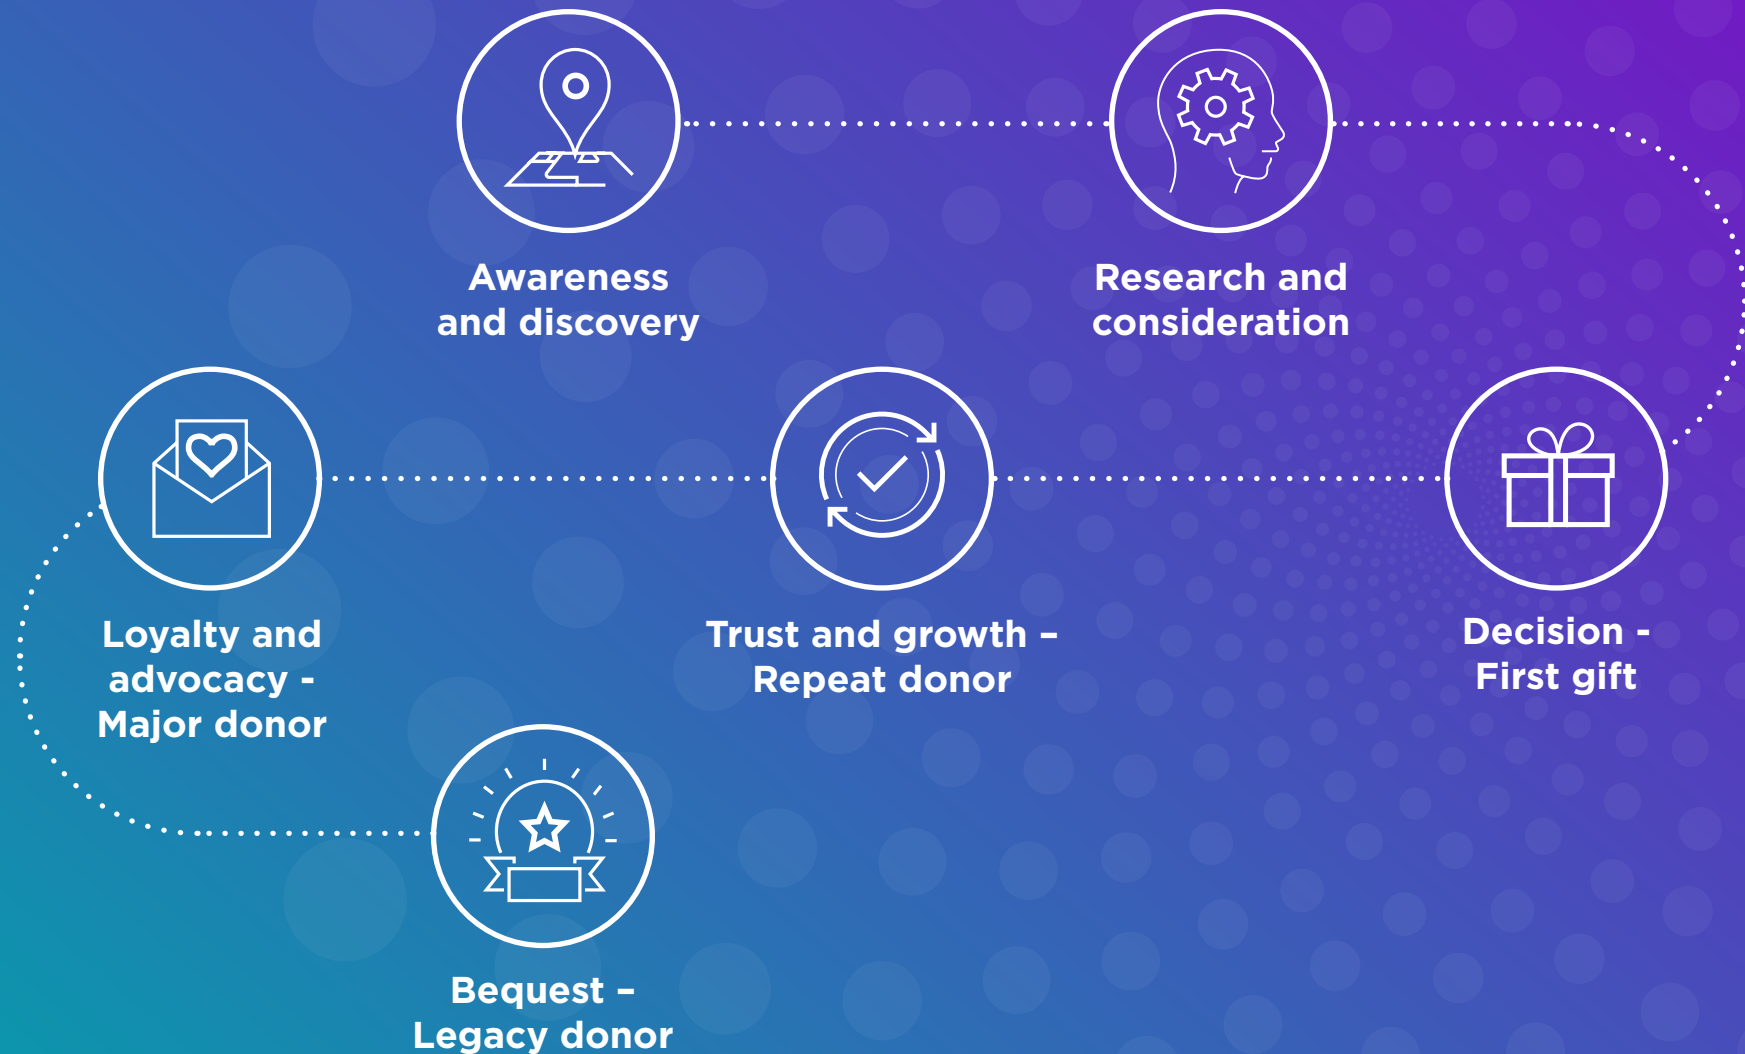 Awareness
and discovery
Research and
consideration
Decision -
First gift
Trust and growth –
Repeat donor
Loyalty and
advocacy -
Major donor
Bequest –
Legacy donor